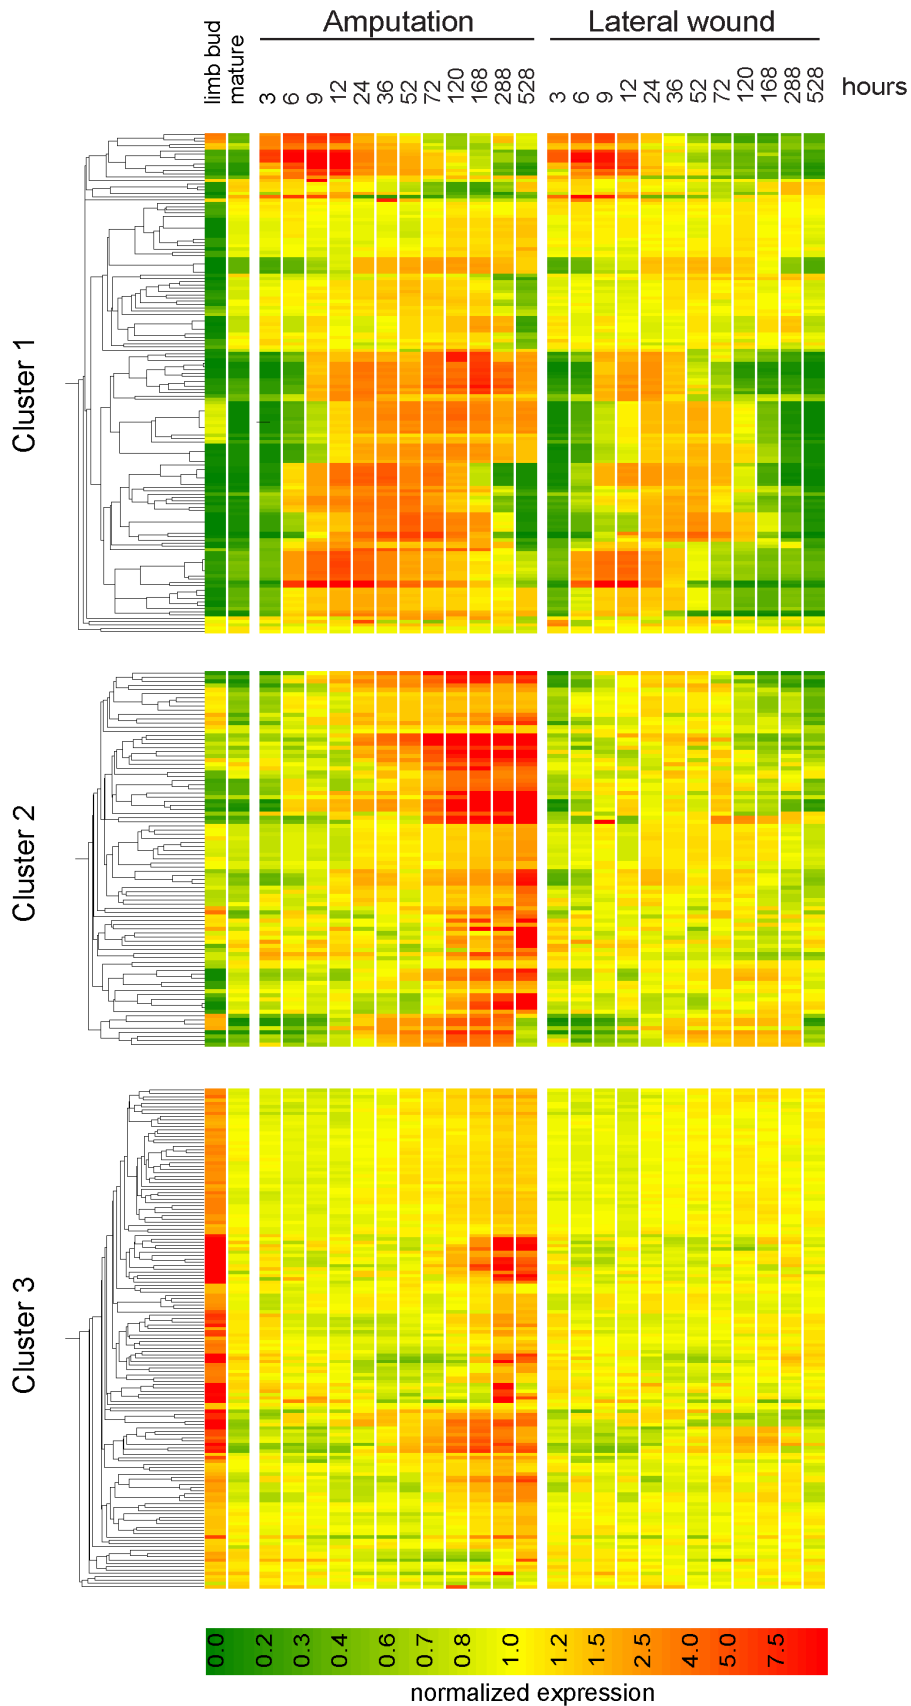 Amputation
Lateral wound
limb bud
mature
3 6 9 12 24 36 52 72 120 168 288 528
3 6 9 12 24 36 52 72 120 168 288 528
hours
Cluster 1
Cluster 2
Cluster 3
0.0 0.2 0.3 0.4 0.6 0.7 0.8 1.0 1.2 1.5 2.5 4.0 5.0 7.5
normalized expression